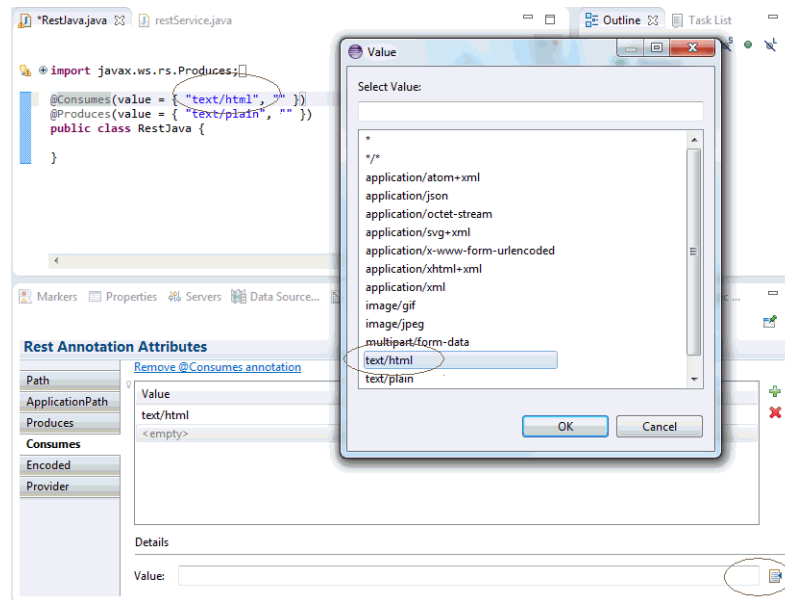 *RestJava.java restService.java
Outline Task List
import javax.ws.rs.Produces;
@Consumes(value = { "text/html", "" })
@Produces(value = { "text/plain", "" })
public class RestJava {
}
Value
Select Value:
*
*/*
application/atom+xml
application/json
application/octet-stream
application/svg+xml
application/x-www-form-urlencoded
application/xhtml+xml
application/xml
image/gif
image/jpeg
multipart/form-data
text/html
text/plain
OK Cancel
Markers Properties Servers Data Source...
Rest Annotation Attributes
Remove @Consumes annotation
Path
ApplicationPath
Produces
Consumes
Encoded
Provider
Value
text/html
<empty>
Details
Value: